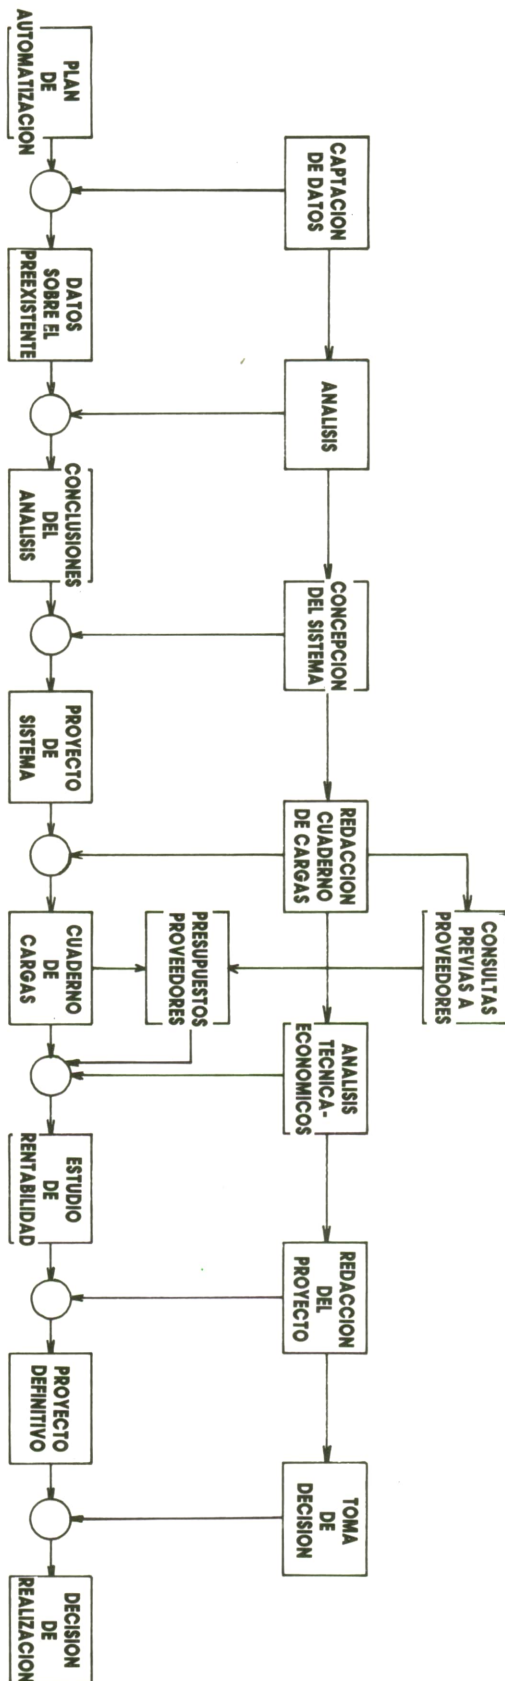 CONSULTAS
PREVIAS A
PROVEEDORES
CAPTACION
DE DATOS
ANALISIS
CONCEPCION
DEL SISTEMA
REDACCION
CUADERNO
DE CARGAS
ANALISIS
TECNICA-
ECONOMICOS
REDACCION
DEL
PROYECTO
TOMA
DE
DECISION
PRESUPUESTOS
PROVEEDORES
PLAN
DE
AUTOMATIZACION
DATOS
SOBRE EL
PREEXISTENTE
CONCLUSIONES
DEL
ANALISIS
PROYECTO
DE
SISTEMA
CUADERNO
DE
CARGAS
ESTUDIO
DE
RENTABILIDAD
PROYECTO
DEFINITIVO
DECISION
DE
REALIZACION